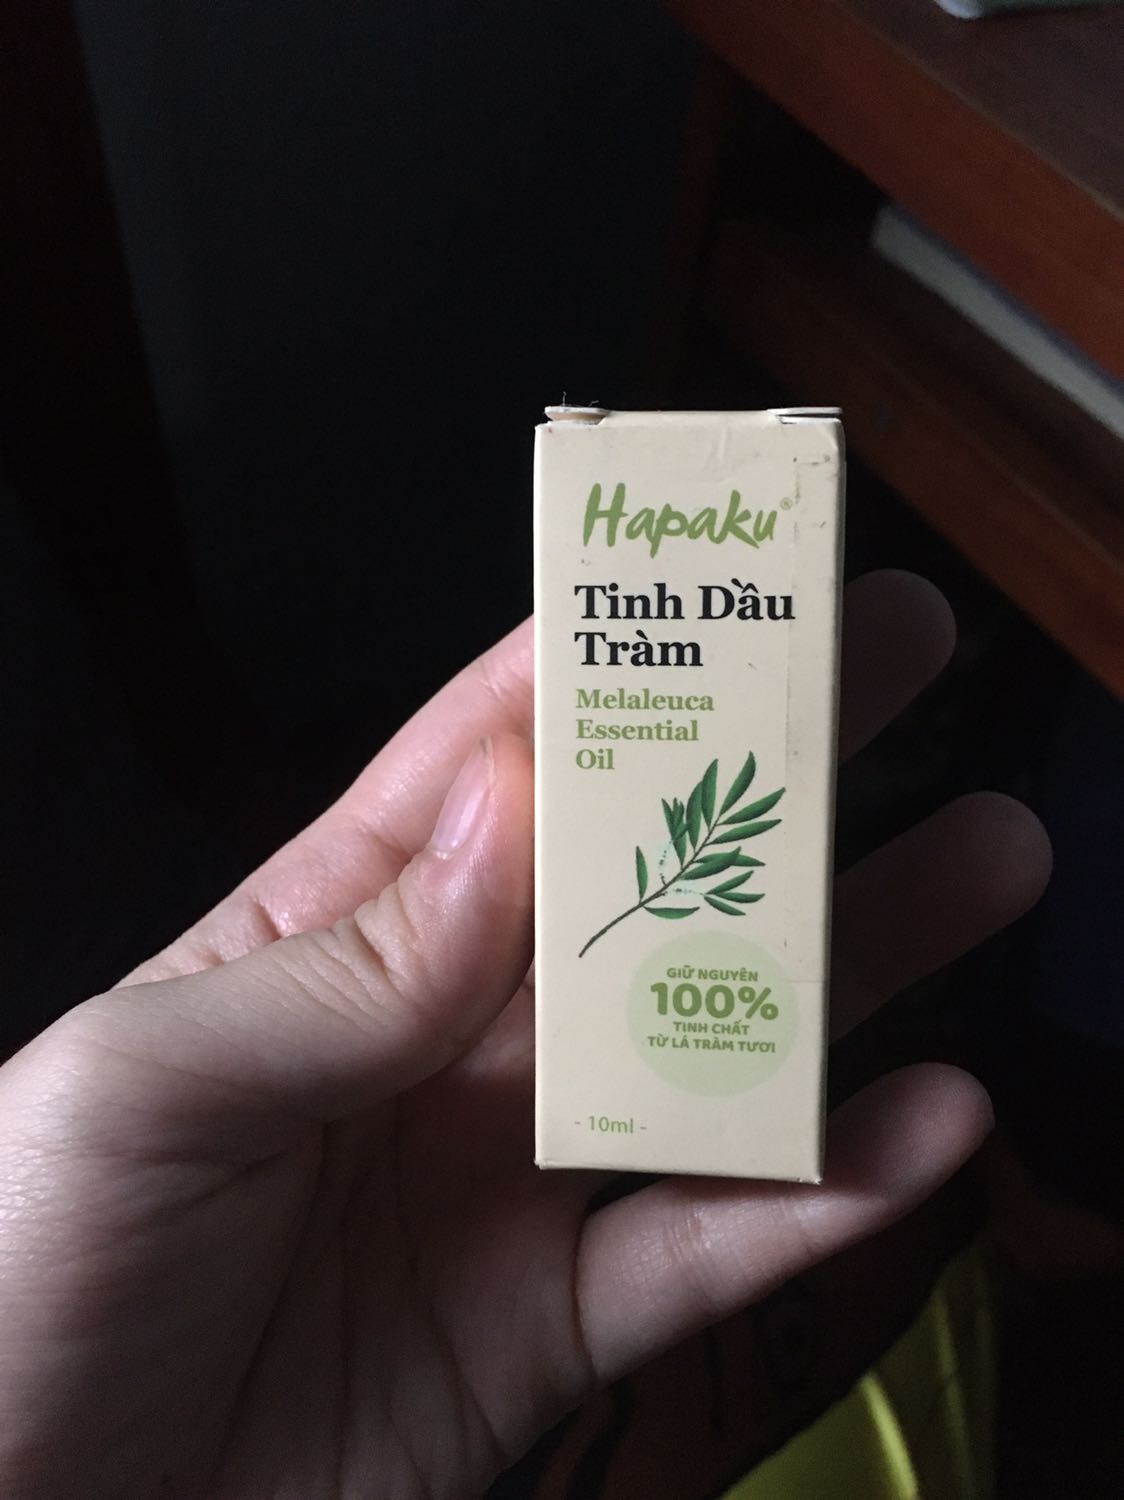 Hapaku®
Tinh Dầu
Tràm
Melaleuca
Essential
Oil
GIỮ NGUYÊN
100%
TINH CHẤT
TỪ LÁ TRÀM TƯƠI
- 10ml -